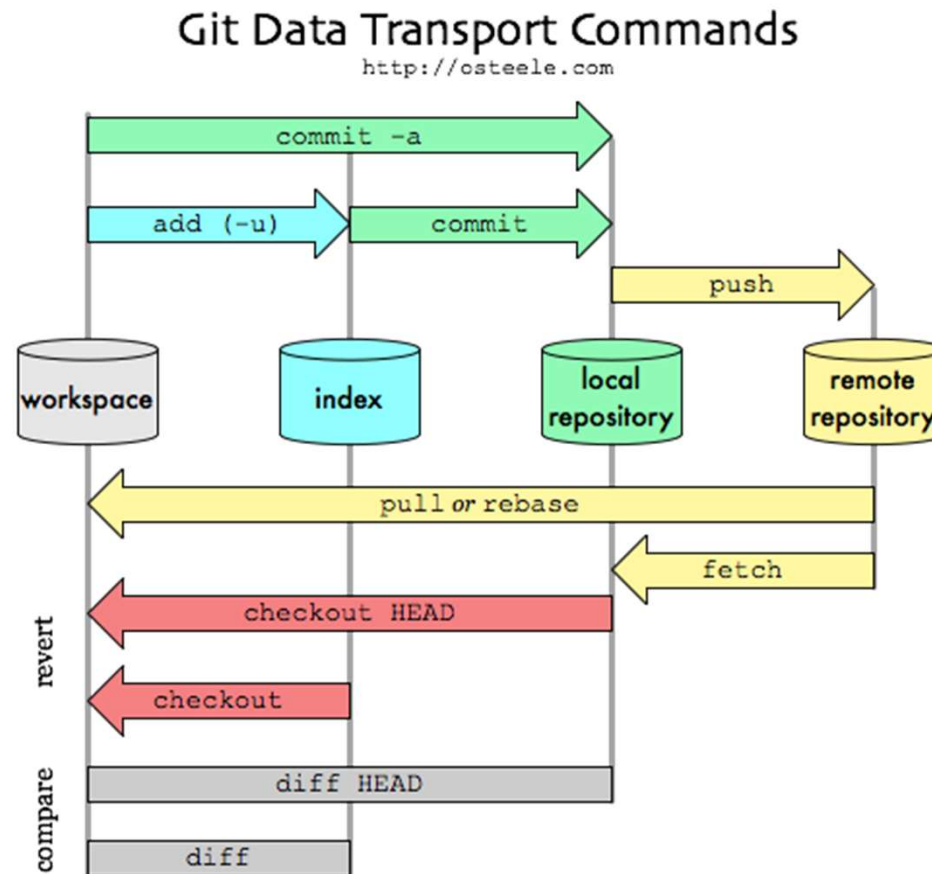 Git Data Transport Commands
http://osteele.com
commit -a
add (-u)
commit
push
workspace
index
local
repository
remote
repository
pull or rebase
fetch
revert
checkout HEAD
checkout
compare
diff HEAD
diff